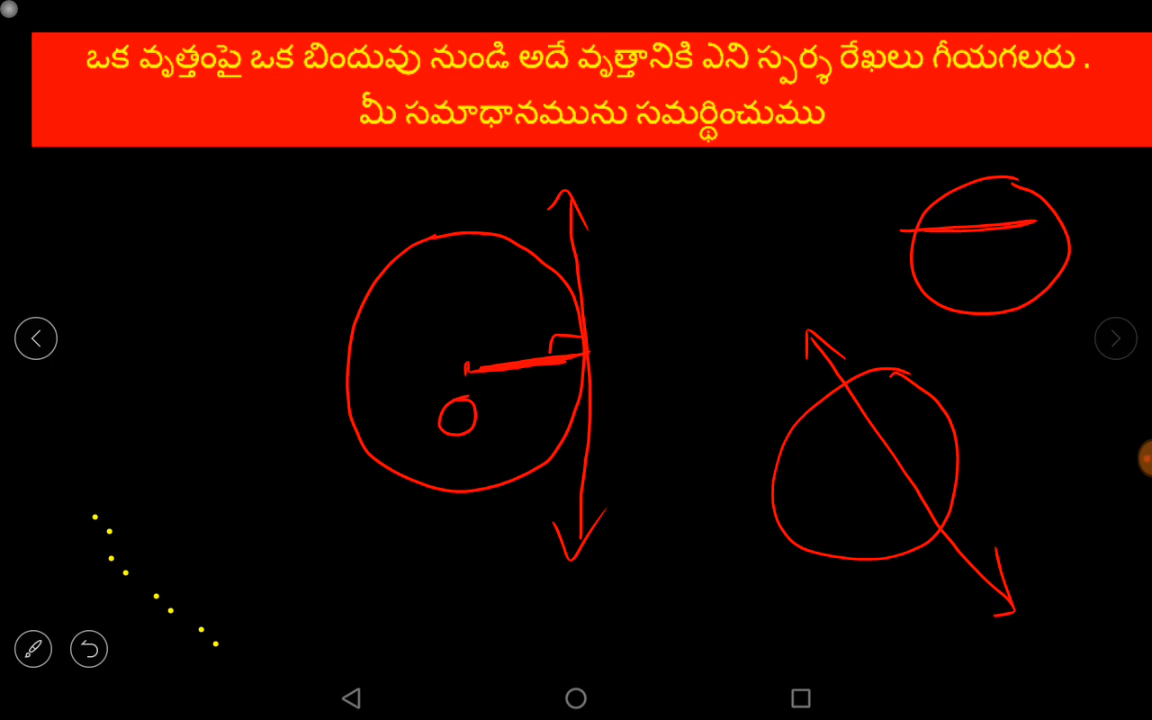 ఒక వృత్తంపై ఒక బిందువు నుండి అదే వృత్తానికి ఎని స్పర్శ రేఖలు గీయగలరు .
మీ సమాధానమును సమర్థించుము